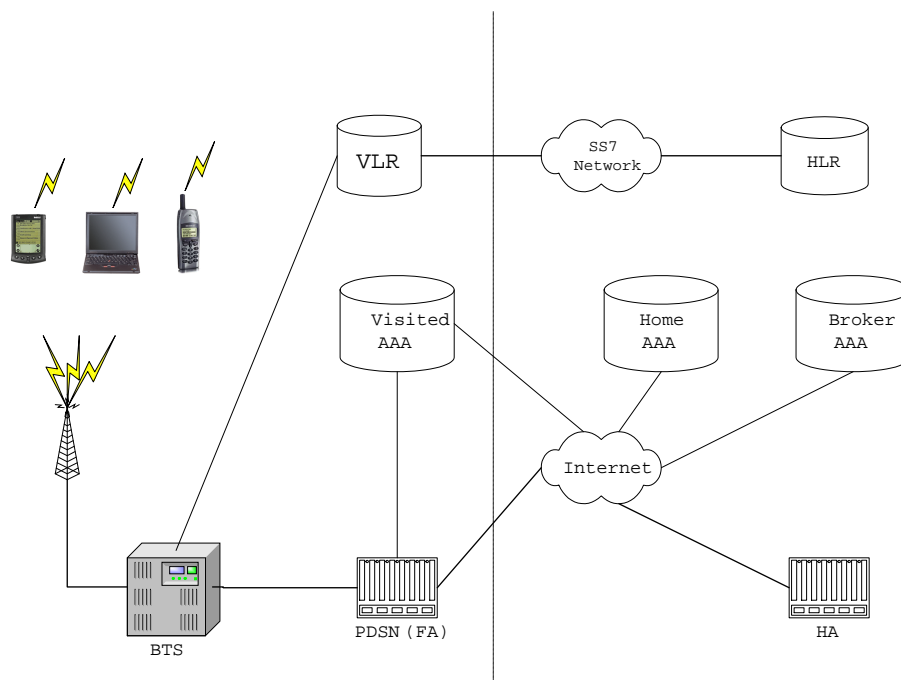 VLR
SS7
Network
HLR
Visited
AAA
Home
AAA
Broker
AAA
Internet
PDSN (FA)
HA
BTS